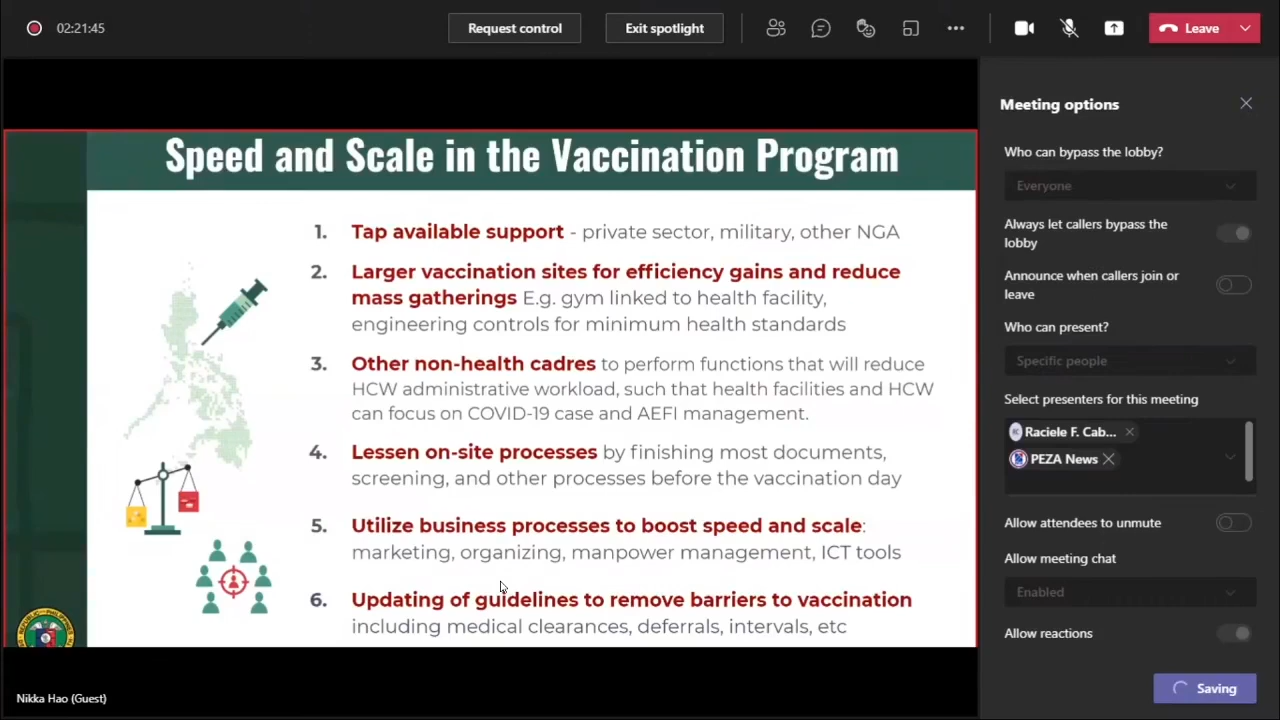 02:21:45
Request control
Exit spotlight
Leave
Speed and Scale in the Vaccination Program
1. Tap available support - private sector, military, other NGA
2. Larger vaccination sites for efficiency gains and reduce
mass gatherings E.g. gym linked to health facility,
engineering controls for minimum health standards
3. Other non-health cadres to perform functions that will reduce
HCW administrative workload, such that health facilities and HCW
can focus on COVID-19 case and AEFI management.
4. Lessen on-site processes by finishing most documents,
screening, and other processes before the vaccination day
5. Utilize business processes to boost speed and scale:
marketing, organizing, manpower management, ICT tools
6. Updating of guidelines to remove barriers to vaccination
including medical clearances, deferrals, intervals, etc
Nikka Hao (Guest)
Meeting options
Who can bypass the lobby?
Everyone
Always let callers bypass the
lobby
Announce when callers join or
leave
Who can present?
Specific people
Select presenters for this meeting
Raciele F. Cab...
PEZA News
Allow attendees to unmute
Allow meeting chat
Enabled
Allow reactions
Saving